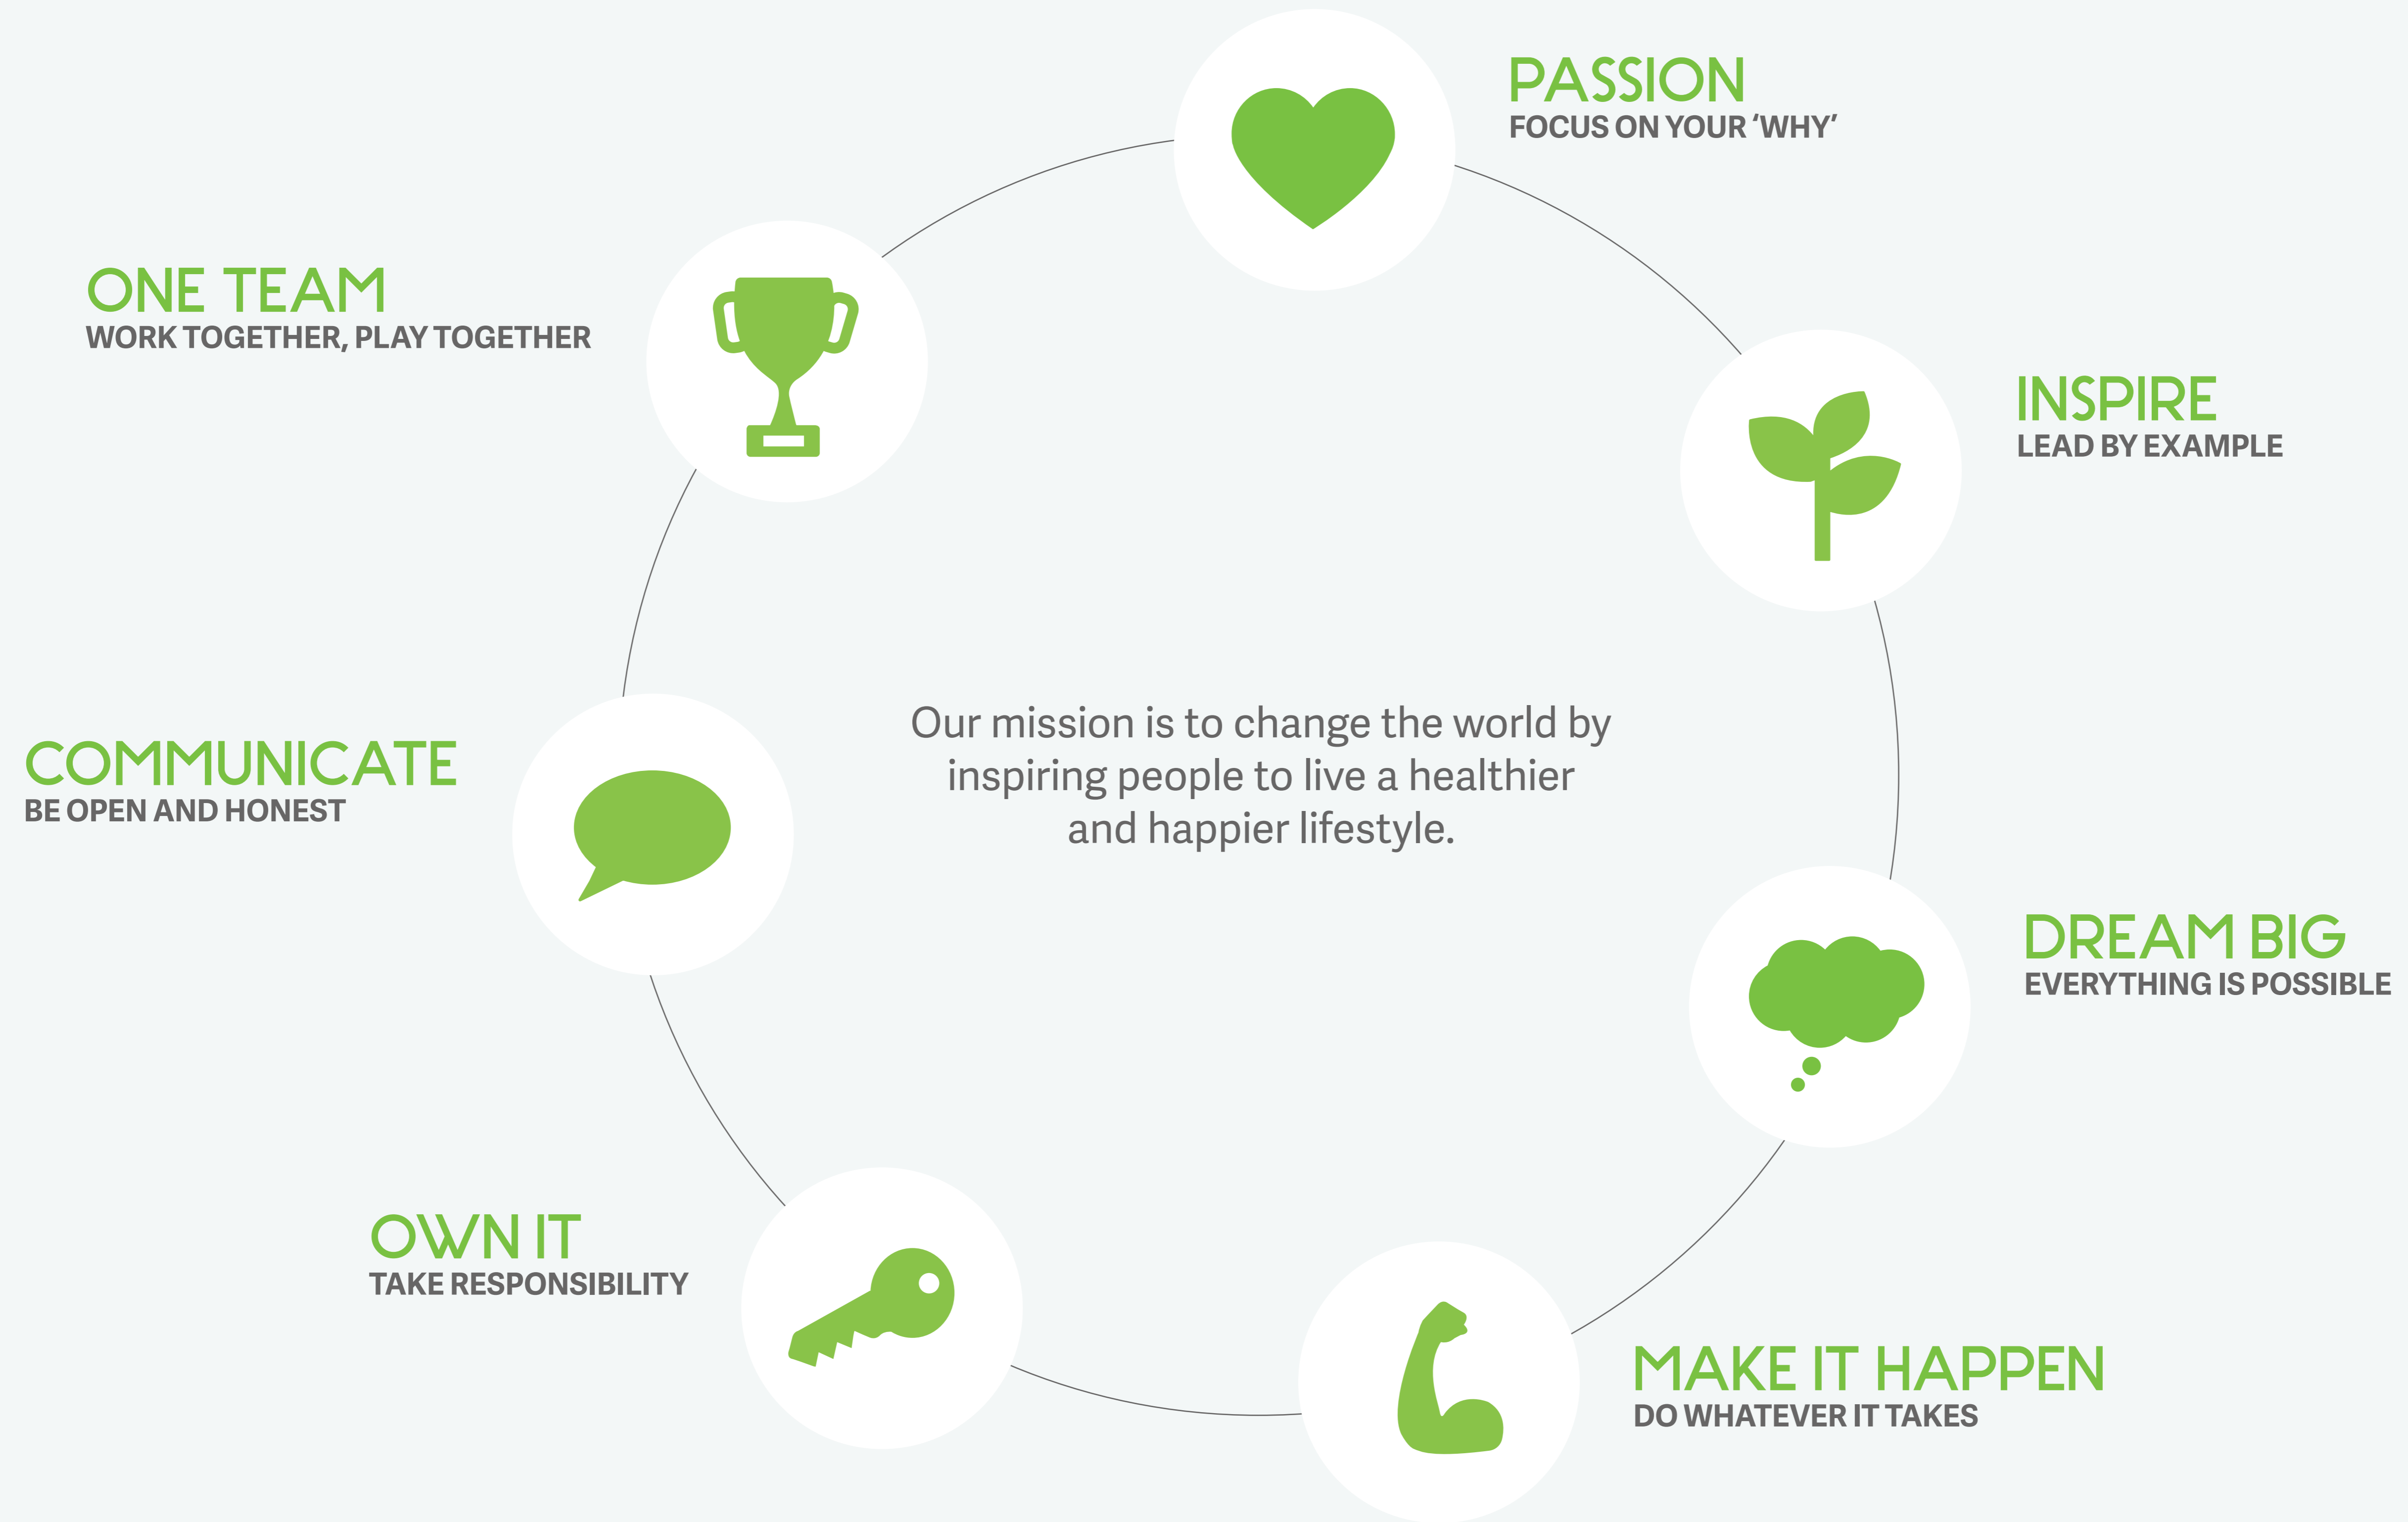 PASSION
FOCUS ON YOUR ‘WHY’
ONE TEAM
WORK TOGETHER, PLAY TOGETHER
INSPIRE
LEAD BY EXAMPLE
Our mission is to change the world by
inspiring people to live a healthier
and happier lifestyle.
COMMUNICATE
BE OPEN AND HONEST
DREAM BIG
EVERYTHING IS POSSIBLE
OWN IT
TAKE RESPONSIBILITY
MAKE IT HAPPEN
DO WHATEVER IT TAKES